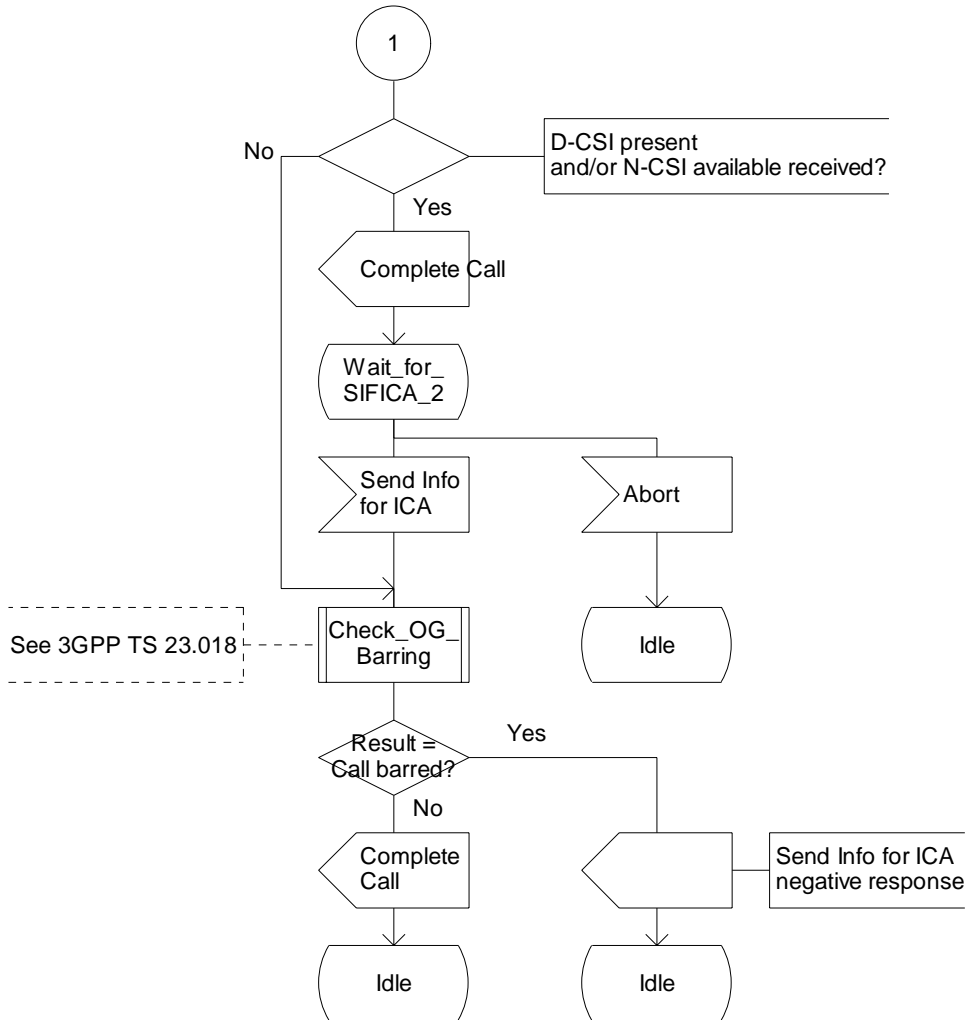 1
No
D-CSI present
and/or N-CSI available received?
Yes
Complete Call
Wait_for_
SIFICA_2
Send Info
for ICA
Abort
See 3GPP TS 23.018
Check_OG_
Barring
Idle
Result =
Call barred?
Yes
No
Complete
Call
Send Info for ICA
negative response
Idle
Idle